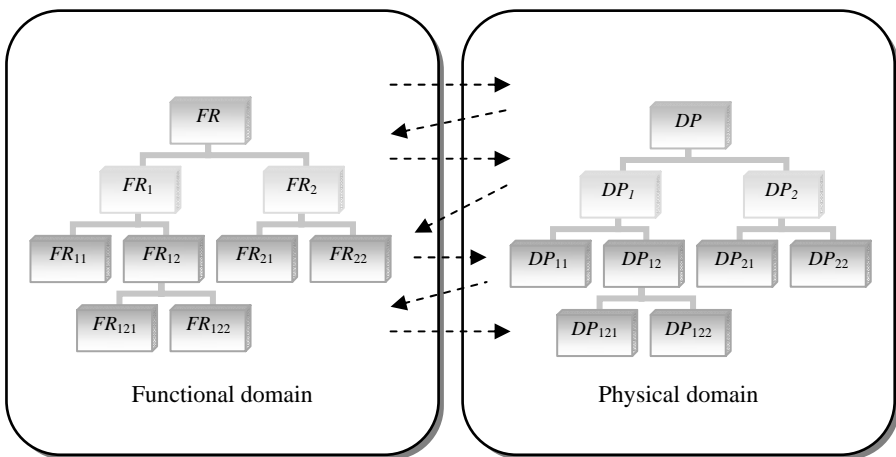 FR
FR₁ FR₂
FR₁₁ FR₁₂ FR₂₁ FR₂₂
FR₁₂₁ FR₁₂₂
Functional domain
DP
DP₁ DP₂
DP₁₁ DP₁₂ DP₂₁ DP₂₂
DP₁₂₁ DP₁₂₂
Physical domain